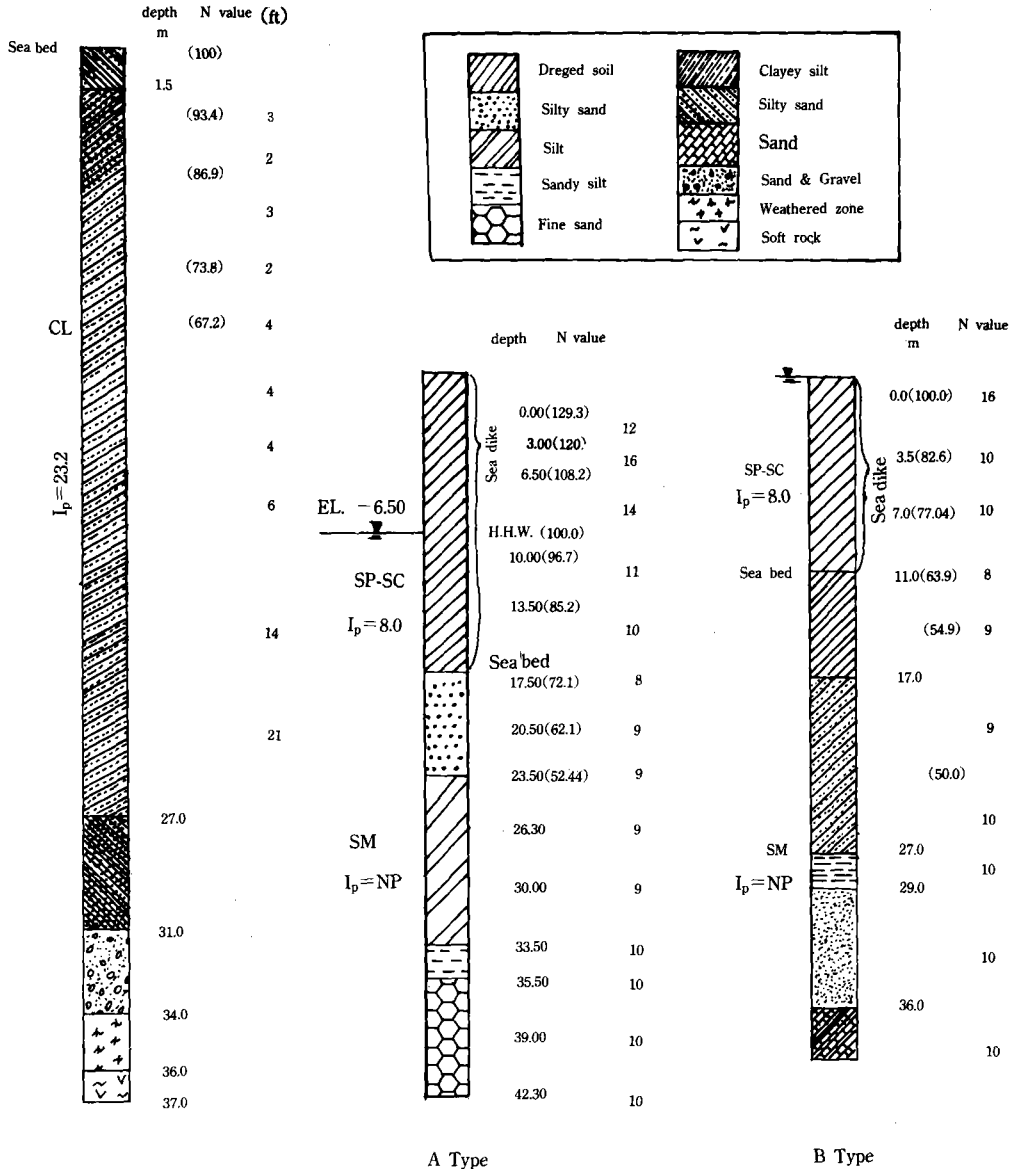 depth N value (ft)
m
Sea bed
(100)
1.5
(93.4) 3
2
(86.9)
3
(73.8) 2
CL
(67.2) 4
4
4
Ip=23.2
6
14
21
27.0
31.0
34.0
36.0
37.0
Dreged soil
Silty sand
Silt
Sandy silt
Fine sand
Clayey silt
Silty sand
Sand
Sand & Gravel
Weathered zone
Soft rock
depth N value
0.00(129.3)
12
3.00(120)
16
6.50(108.2)
Sea dike
14
EL. -6.50
H.H.W. (100.0)
10.00(96.7)
11
SP-SC
13.50(85.2)
Ip=8.0
10
Sea bed
17.50(72.1) 8
20.50(62.1) 9
23.50(52.44) 9
26.30 9
SM
Ip=NP
30.00 9
33.50 10
35.50 10
39.00 10
42.30 10
A Type
depth N value
m
0.0(100.0) 16
3.5(82.6) 10
SP-SC
Ip=8.0
Sea dike
7.0(77.04) 10
Sea bed
11.0(63.9) 8
(54.9) 9
17.0
9
(50.0)
10
SM
27.0
10
Ip=NP
29.0
10
36.0
10
B Type